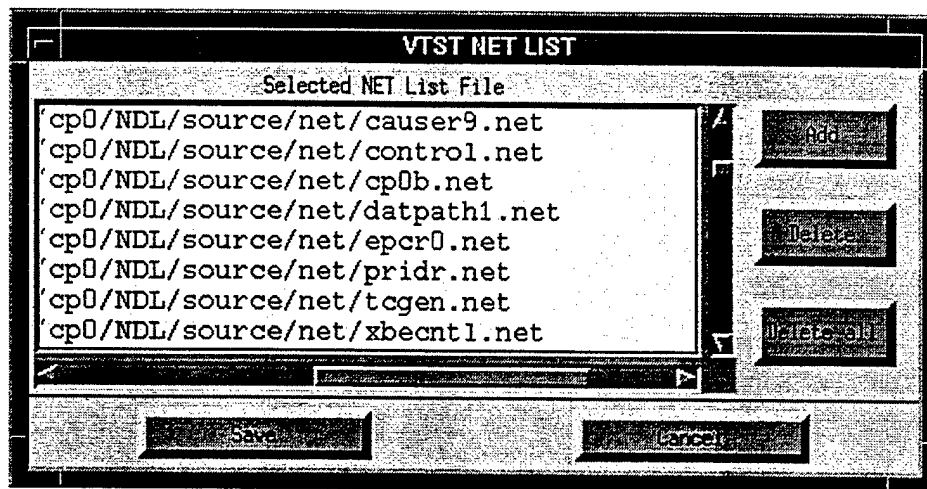 VTST NET LIST
Selected NET List File
'cp0/NDL/source/net/causer9.net
'cp0/NDL/source/net/control.net
'cp0/NDL/source/net/cp0b.net
'cp0/NDL/source/net/datpath1.net
'cp0/NDL/source/net/epcr0.net
'cp0/NDL/source/net/pridr.net
'cp0/NDL/source/net/tcgen.net
'cp0/NDL/source/net/xbecntl.net
Add
Delete
Delete all
Save
Cancel